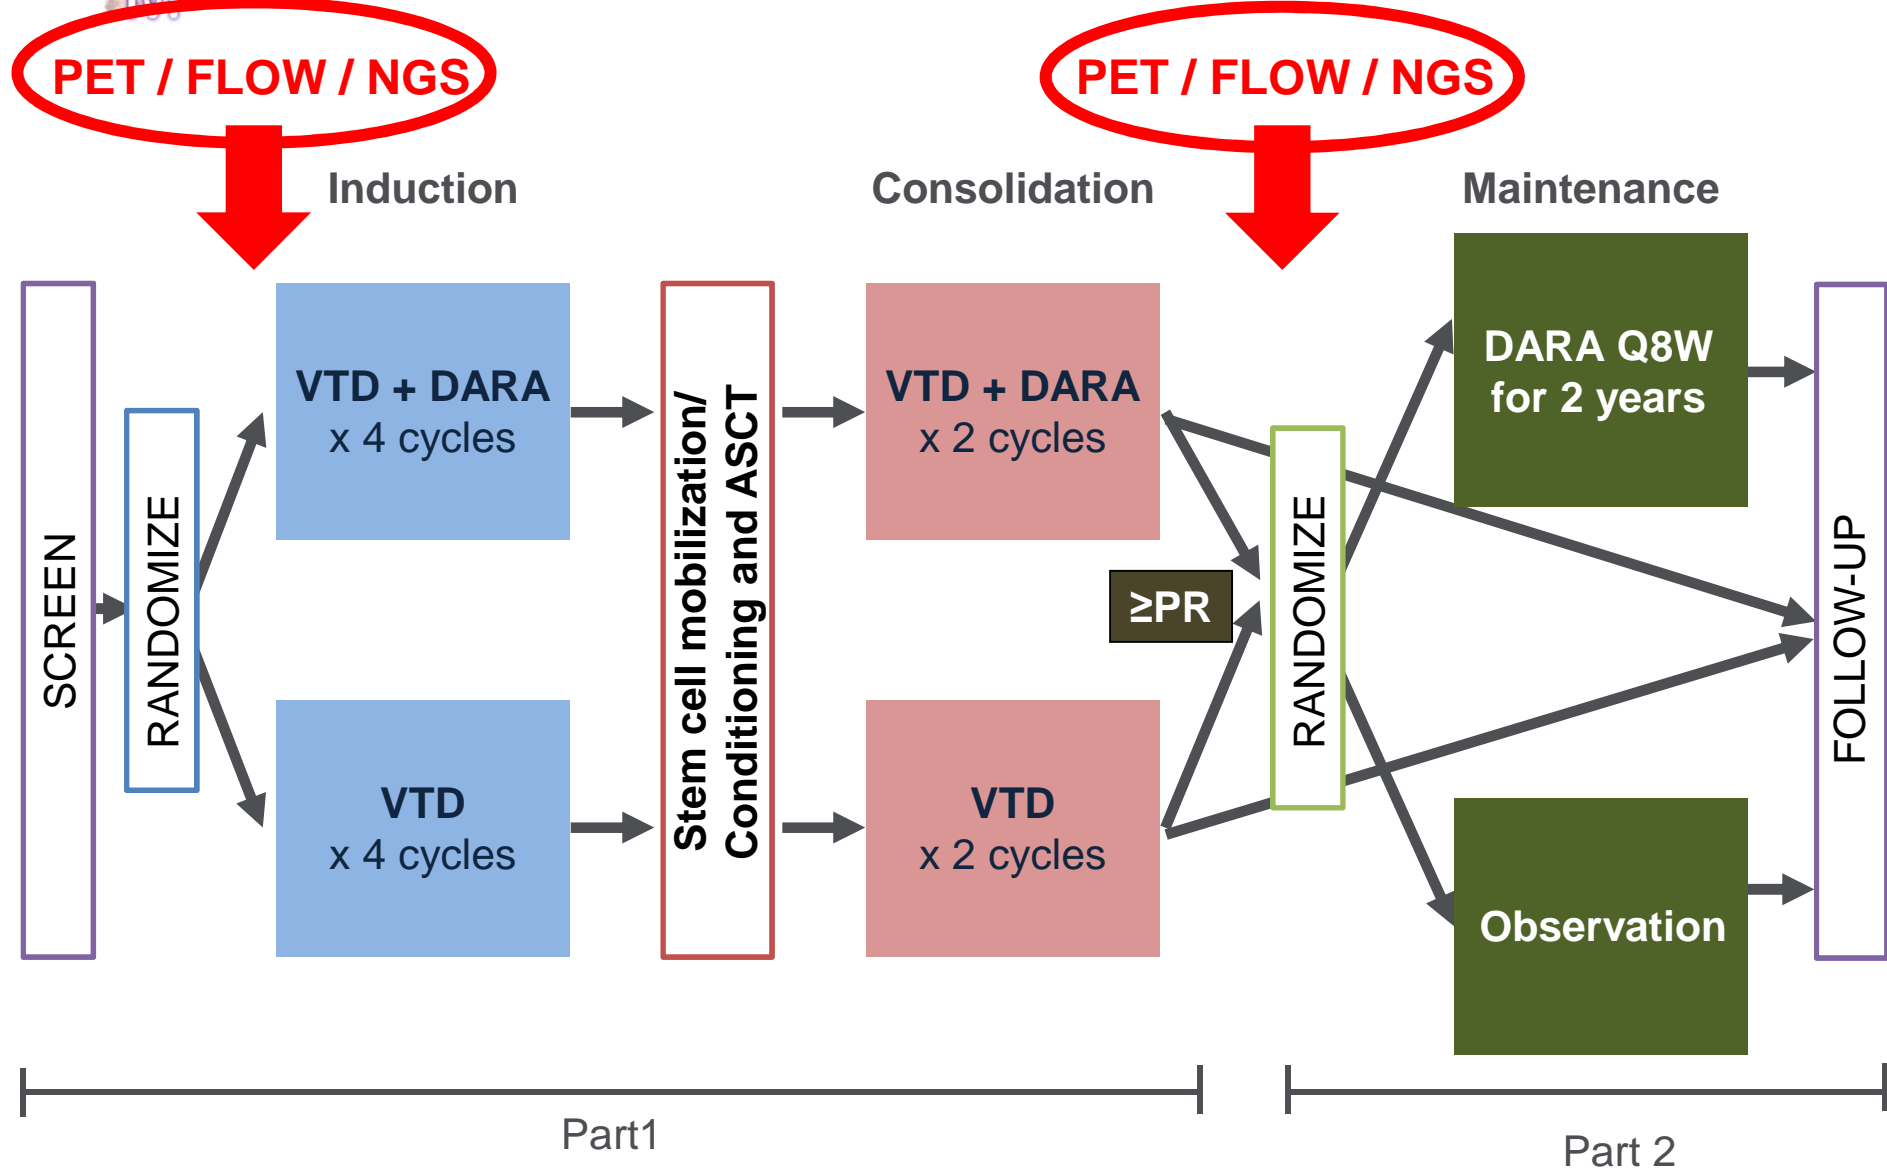 PET / FLOW / NGS
PET / FLOW / NGS
Induction
Consolidation
Maintenance
SCREEN
RANDOMIZE
VTD + DARA
x 4 cycles
VTD
x 4 cycles
Stem cell mobilization/
Conditioning and ASCT
VTD + DARA
x 2 cycles
VTD
x 2 cycles
≥PR
RANDOMIZE
DARA Q8W
for 2 years
Observation
FOLLOW-UP
Part1
Part 2